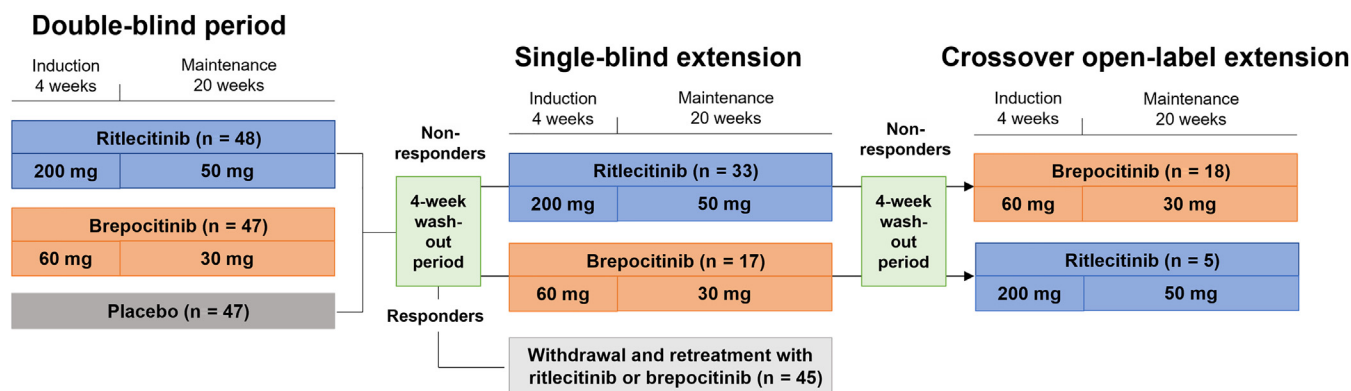 Double-blind period
Induction
4 weeks
Maintenance
20 weeks
Ritlecitinib (n = 48)
200 mg
50 mg
Brepocitinib (n = 47)
60 mg
30 mg
Placebo (n = 47)
Non-
responders
4-week
wash-
out
period
Responders
Single-blind extension
Induction
4 weeks
Maintenance
20 weeks
Ritlecitinib (n = 33)
200 mg
50 mg
Brepocitinib (n = 17)
60 mg
30 mg
Withdrawal and retreatment with
ritlecitinib or brepocitinib (n = 45)
Non-
responders
4-week
wash-
out
period
Crossover open-label extension
Induction
4 weeks
Maintenance
20 weeks
Brepocitinib (n = 18)
60 mg
30 mg
Ritlecitinib (n = 5)
200 mg
50 mg